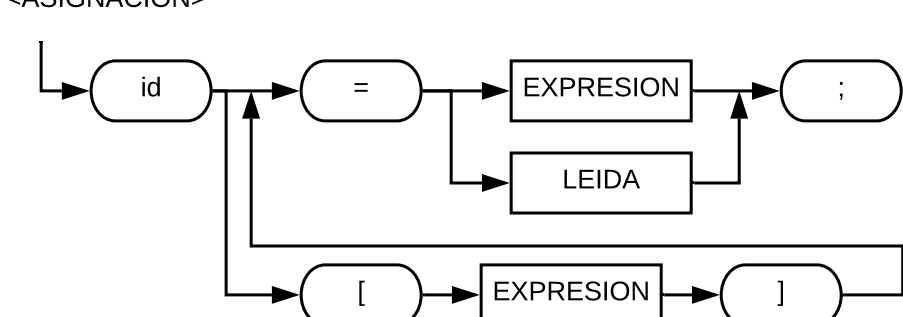 <ASIGNACION>
id = EXPRESION ;
LEIDA
[ EXPRESION ]